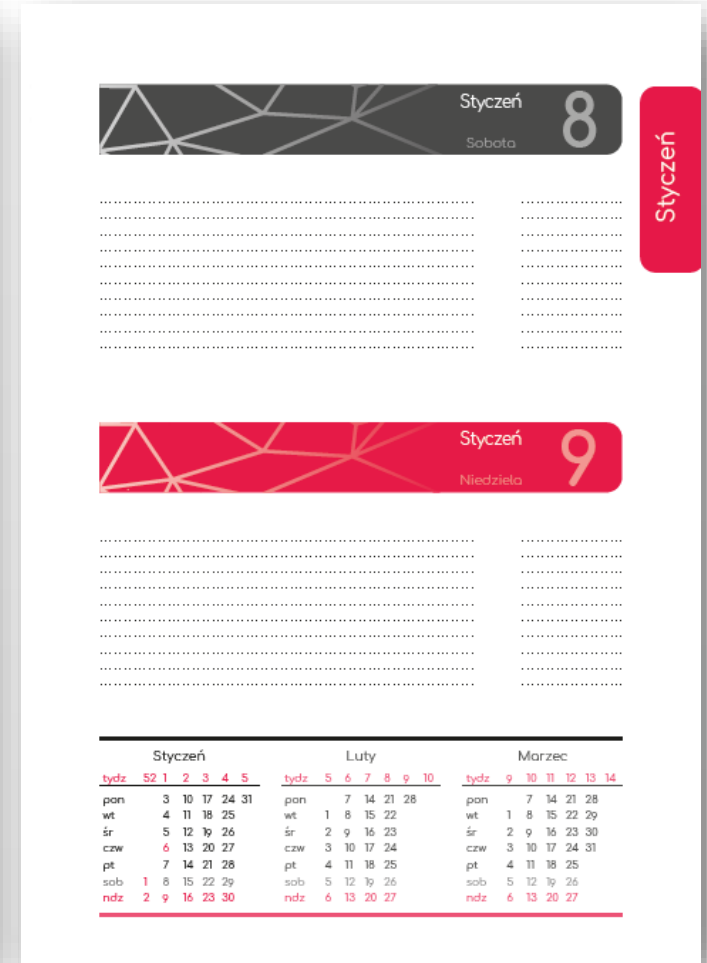 Styczeń 8
Sobota
Styczeń
Styczeń 9
Niedziela
Styczeń
tydz 52 1 2 3 4 5
pon 3 10 17 24 31
wt 4 11 18 25
śr 5 12 19 26
czw 6 13 20 27
pt 7 14 21 28
sob 1 8 15 22 29
ndz 2 9 16 23 30
Luty
tydz 5 6 7 8 9 10
pon 7 14 21 28
wt 1 8 15 22
śr 2 9 16 23
czw 3 10 17 24
pt 4 11 18 25
sob 5 12 19 26
ndz 6 13 20 27
Marzec
tydz 9 10 11 12 13 14
pon 7 14 21 28
wt 1 8 15 22 29
śr 2 9 16 23 30
czw 3 10 17 24 31
pt 4 11 18 25
sob 5 12 19 26
ndz 6 13 20 27